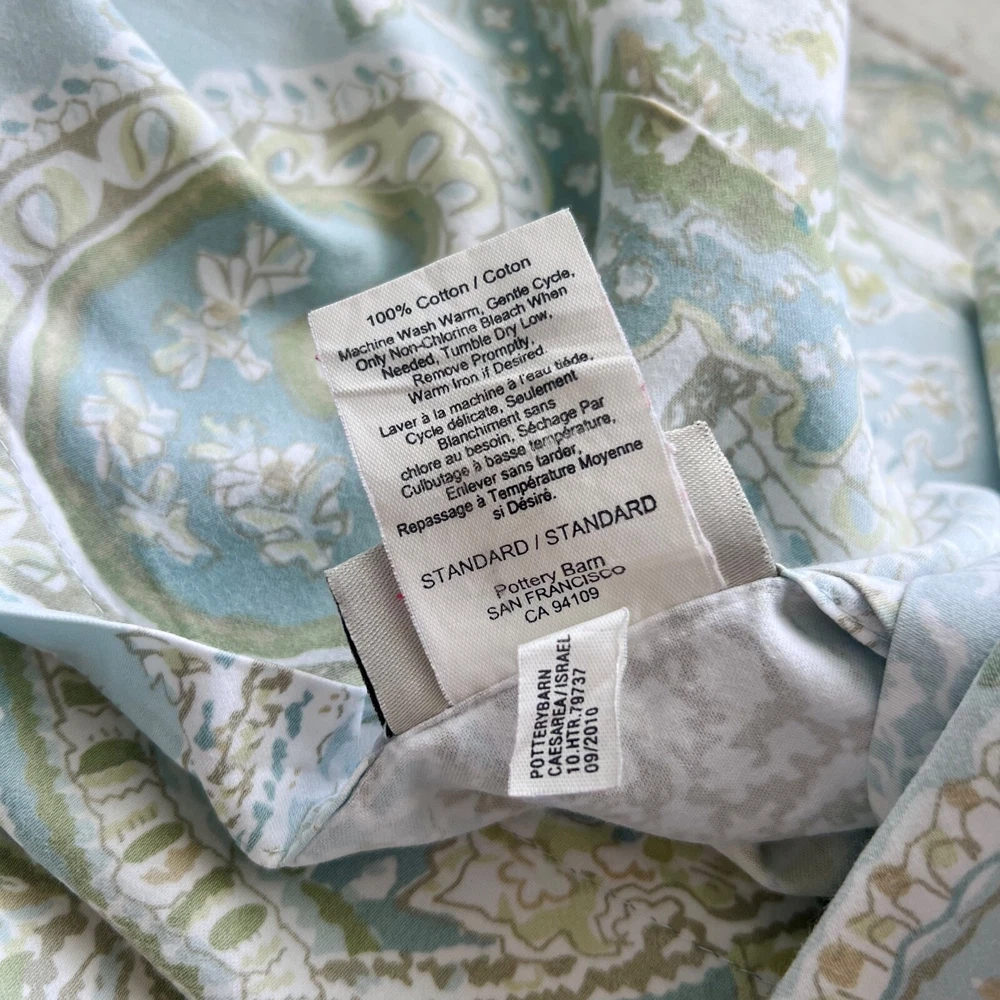 100% Cotton / Coton
Machine Wash Warm, Gentle Cycle,
Only Non-Chlorine Bleach When
Needed, Tumble Dry Low,
Remove Promptly,
Warm Iron if Desired.
Laver à la machine à l'eau tiède,
Cycle délicate, Seulement
Blanchiment sans
chlore au besoin, Séchage Par
Culbutage à basse température,
Enlever sans tarder,
Repassage à Température Moyenne
si Désiré.
STANDARD / STANDARD
Pottery Barn
SAN FRANCISCO
CA 94109
POTTERYBARN
CAESAREA/ISRAEL
10.HTR.79737
09/2010